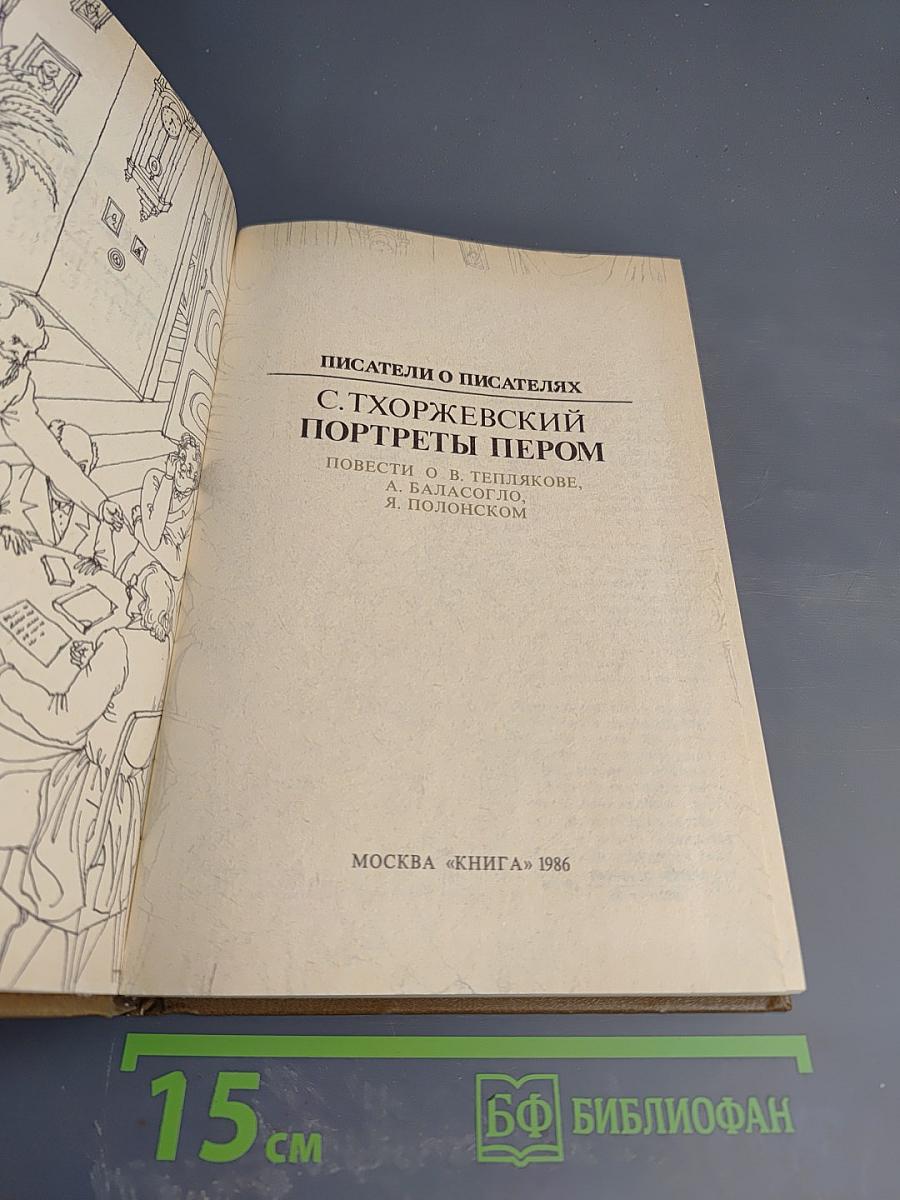 ПИСАТЕЛИ О ПИСАТЕЛЯХ
С. ТХОРЖЕВСКИЙ
ПОРТРЕТЫ ПЕРОМ
ПОВЕСТИ О В. ТЕПЛЯКОВЕ,
А. БАЛАСОГЛО,
Я. ПОЛОНСКОМ
МОСКВА «КНИГА» 1986
15 см
БФ БИБЛИОФАН